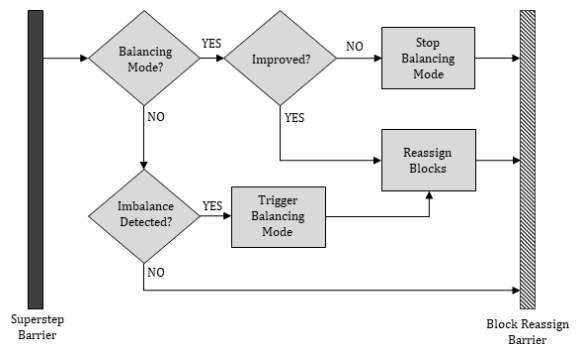 Balancing
Mode?
YES
Improved?
NO
Stop
Balancing
Mode
NO
YES
Reassign
Blocks
Imbalance
Detected?
YES
Trigger
Balancing
Mode
NO
Superstep
Barrier
Block Reassign
Barrier